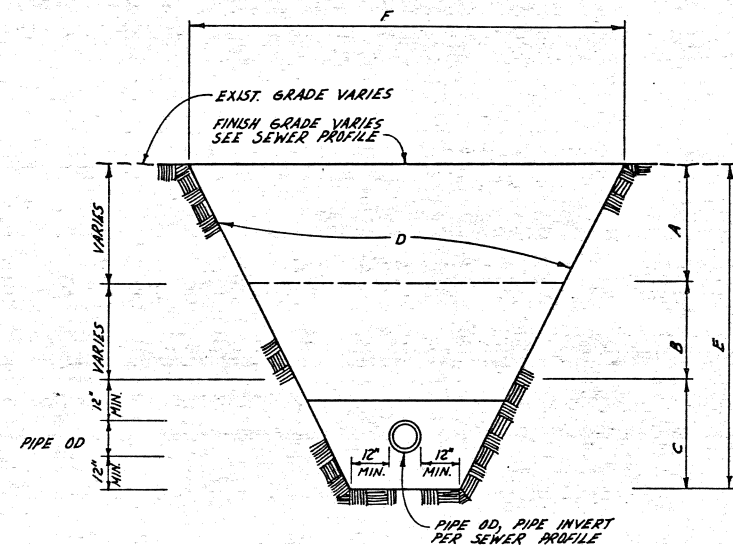 F
EXIST. GRADE VARIES
FINISH GRADE VARIES
SEE SEWER PROFILE
VARIES
D
A
VARIES
B
E
12"
MIN.
PIPE OD
C
12"
MIN.
12"
MIN.
12"
MIN.
PIPE OD, PIPE INVERT
PER SEWER PROFILE